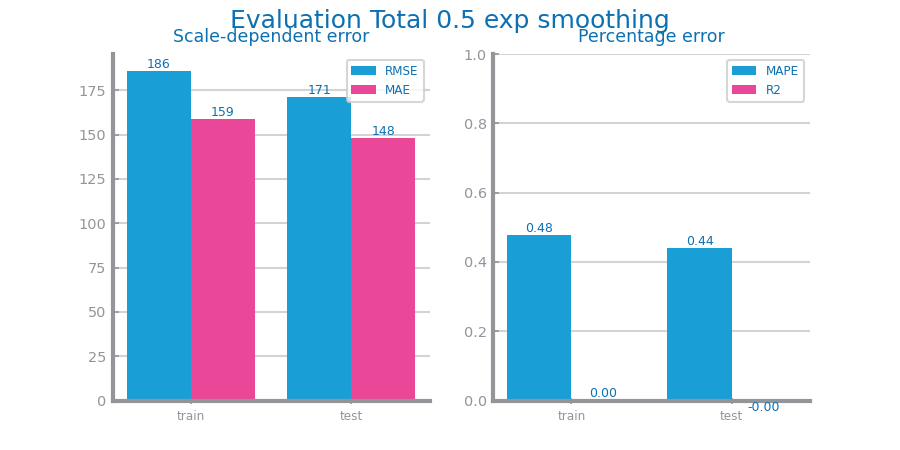 Evaluation Total 0.5 exp smoothing
Scale-dependent error
186
159
171
148
RMSE
MAE
175
150
125
100
75
50
25
0
train
test
Percentage error
1.0
0.8
0.6
0.4
0.2
0.0
MAPE
R2
0.48
0.00
0.44
-0.00
train
test